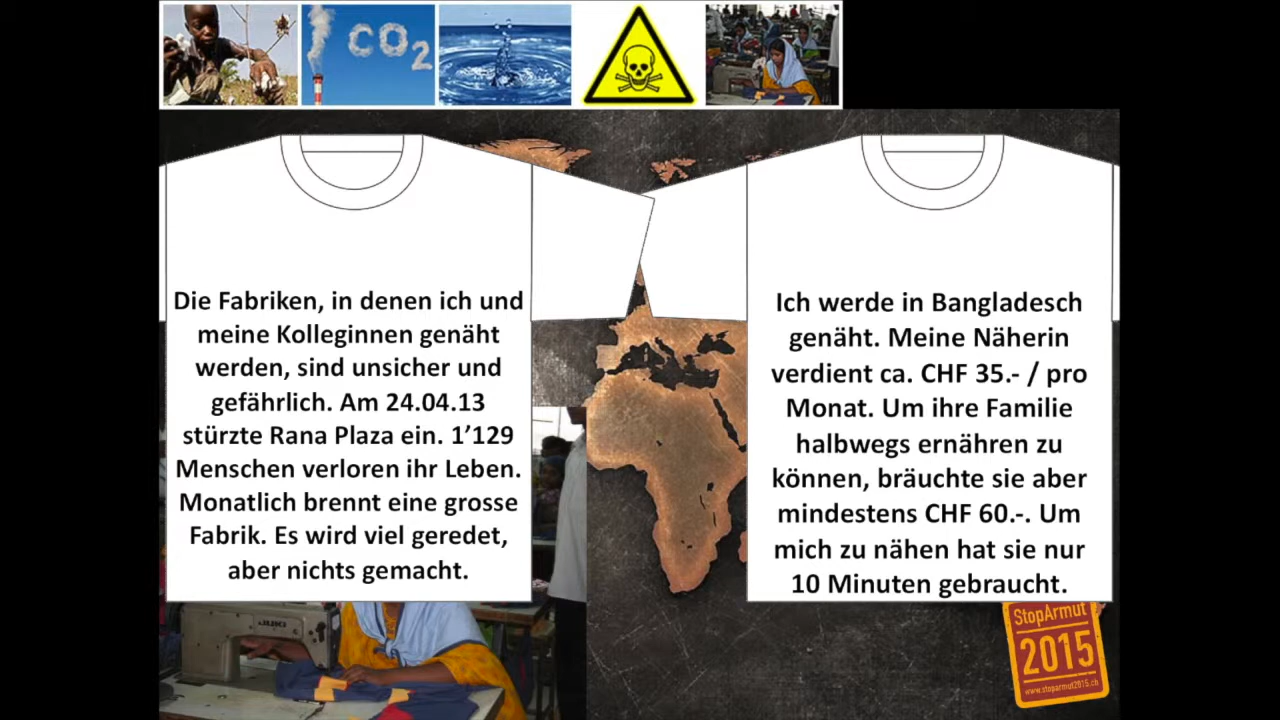 CO2
Die Fabriken, in denen ich und
meine Kolleginnen genäht
werden, sind unsicher und
gefährlich. Am 24.04.13
stürzte Rana Plaza ein. 1’129
Menschen verloren ihr Leben.
Monatlich brennt eine grosse
Fabrik. Es wird viel geredet,
aber nichts gemacht.
Ich werde in Bangladesch
genäht. Meine Näherin
verdient ca. CHF 35.- / pro
Monat. Um ihre Familie
halbwegs ernähren zu
können, bräuchte sie aber
mindestens CHF 60.-. Um
mich zu nähen hat sie nur
10 Minuten gebraucht.
JUKI
StopArmut
2015
www.stoparmut2015.ch